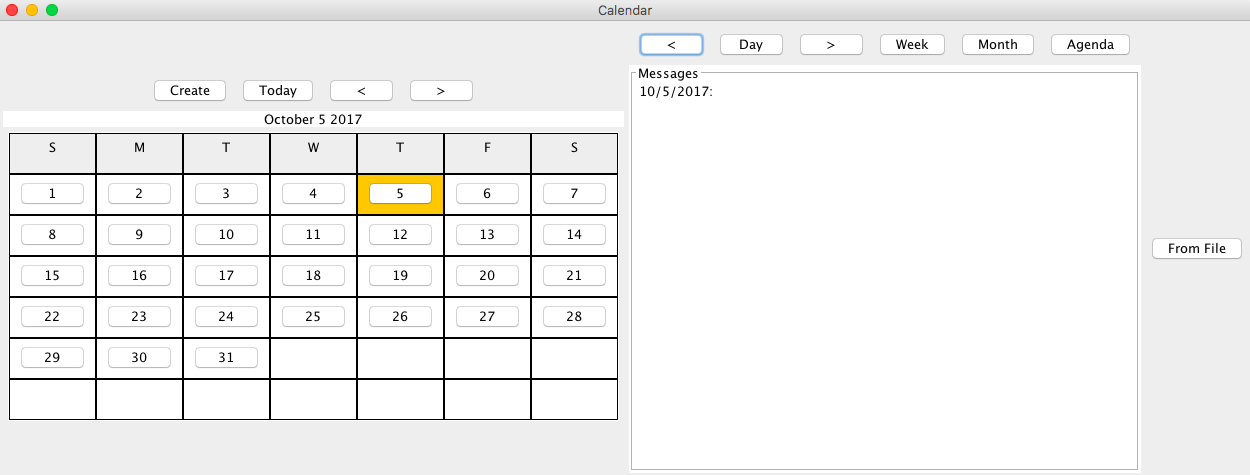 Calendar
< Day > Week Month Agenda
Create Today < >
October 5 2017
S M T W T F S
1 2 3 4 5 6 7
8 9 10 11 12 13 14
15 16 17 18 19 20 21
22 23 24 25 26 27 28
29 30 31
Messages
10/5/2017:
From File